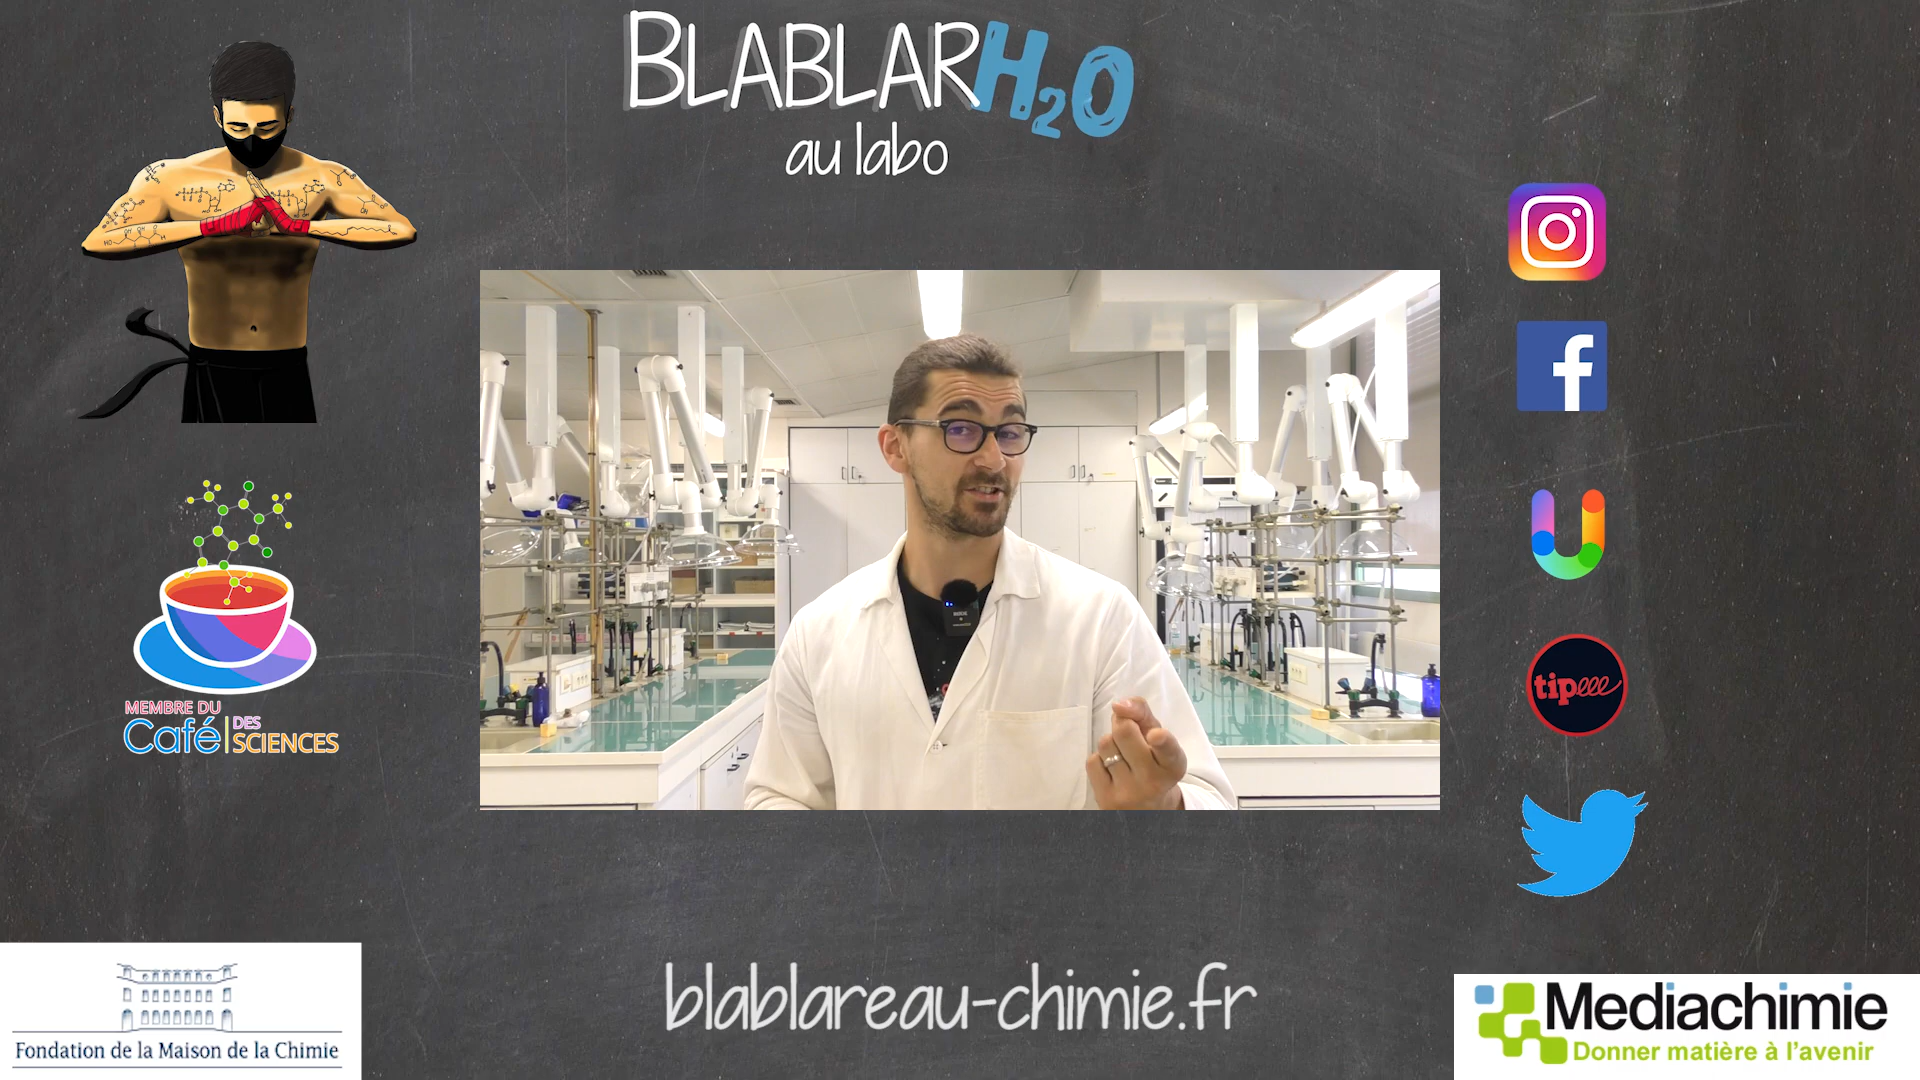 BLABLARH2O
au labo
MEMBRE DU
Café DES SCIENCES
tipeee
blablareau-chimie.fr
Fondation de la Maison de la Chimie
Mediachimie
Donner matière à l'avenir